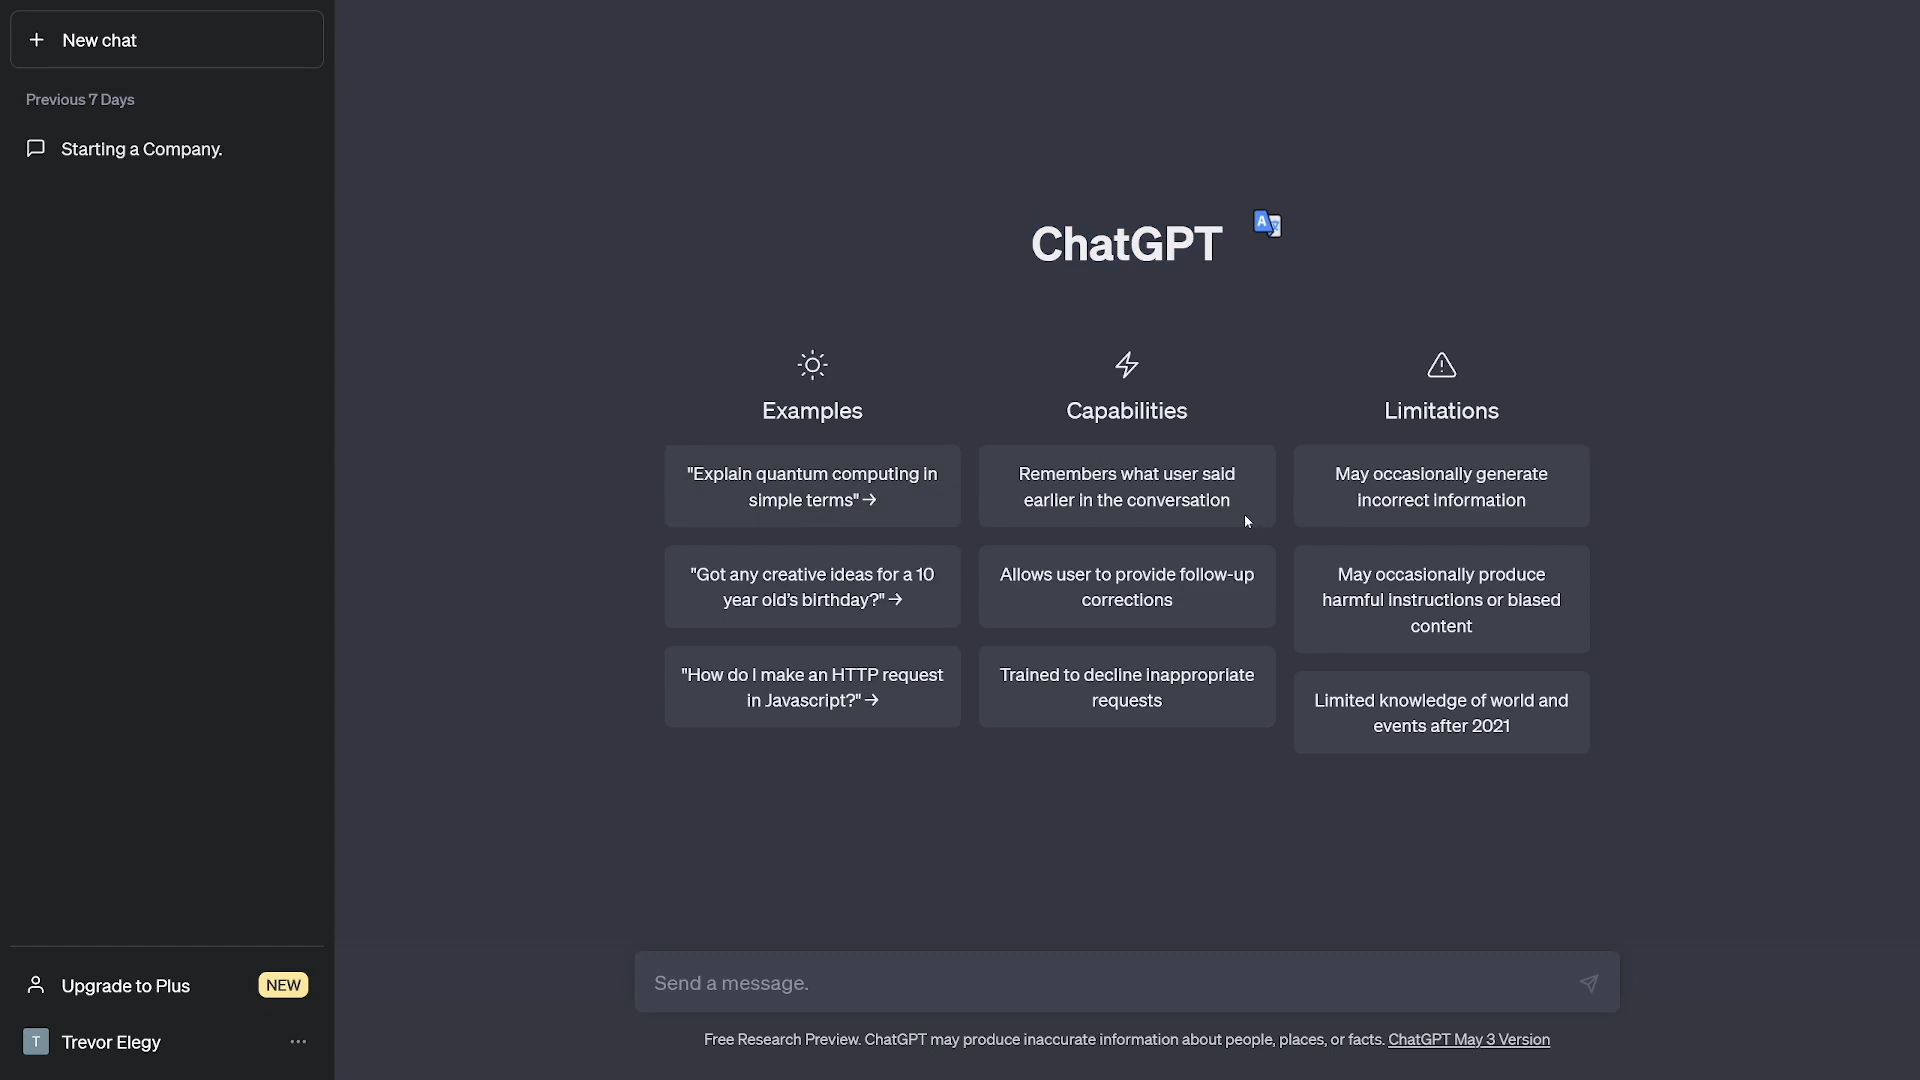 New chat
Previous 7 Days
Starting a Company.
Upgrade to Plus
NEW
T
Trevor Elegy
ChatGPT
A
Examples
"Explain quantum computing in
simple terms" →
"Got any creative ideas for a 10
year old's birthday?" →
"How do I make an HTTP request
in Javascript?" →
Capabilities
Remembers what user said
earlier in the conversation
Allows user to provide follow-up
corrections
Trained to decline inappropriate
requests
Limitations
May occasionally generate
incorrect information
May occasionally produce
harmful instructions or biased
content
Limited knowledge of world and
events after 2021
Send a message.
Free Research Preview. ChatGPT may produce inaccurate information about people, places, or facts. ChatGPT May 3 Version